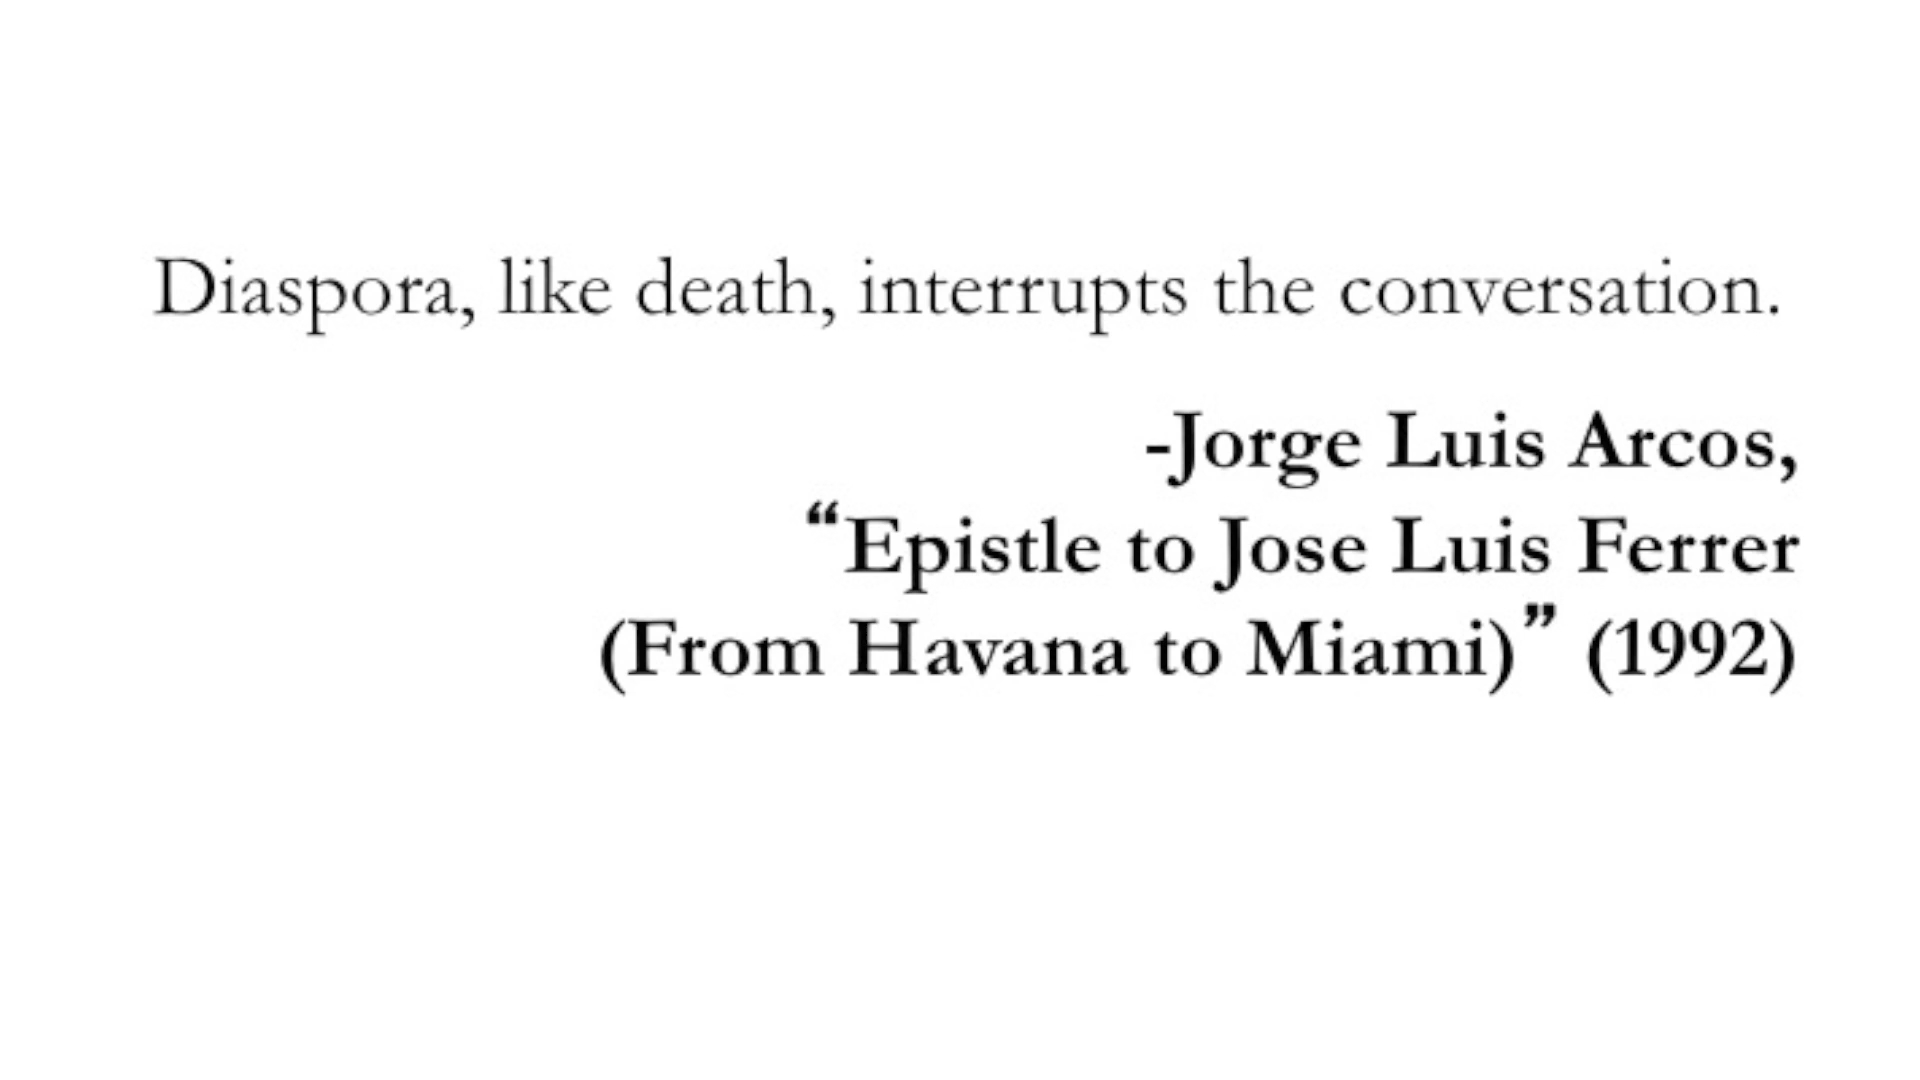 Diaspora, like death, interrupts the conversation.
-Jorge Luis Arcos,
“Epistle to Jose Luis Ferrer
(From Havana to Miami)” (1992)